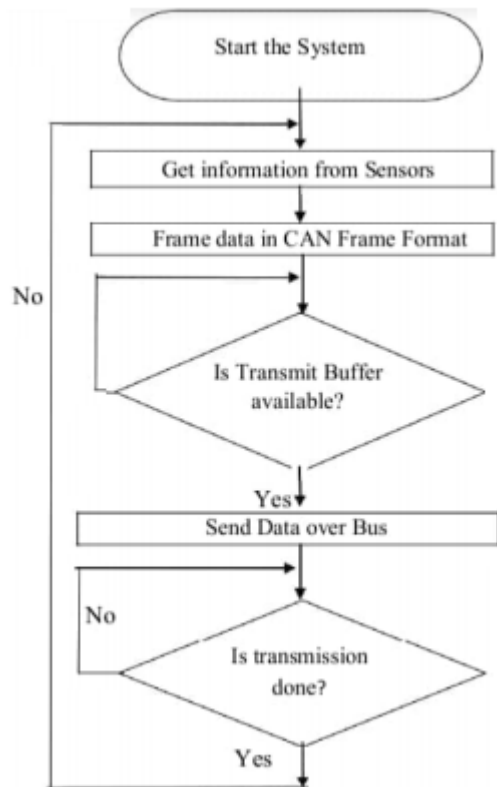 Start the System
Get information from Sensors
Frame data in CAN Frame Format
No
Is Transmit Buffer
available?
Yes
Send Data over Bus
No
Is transmission
done?
Yes